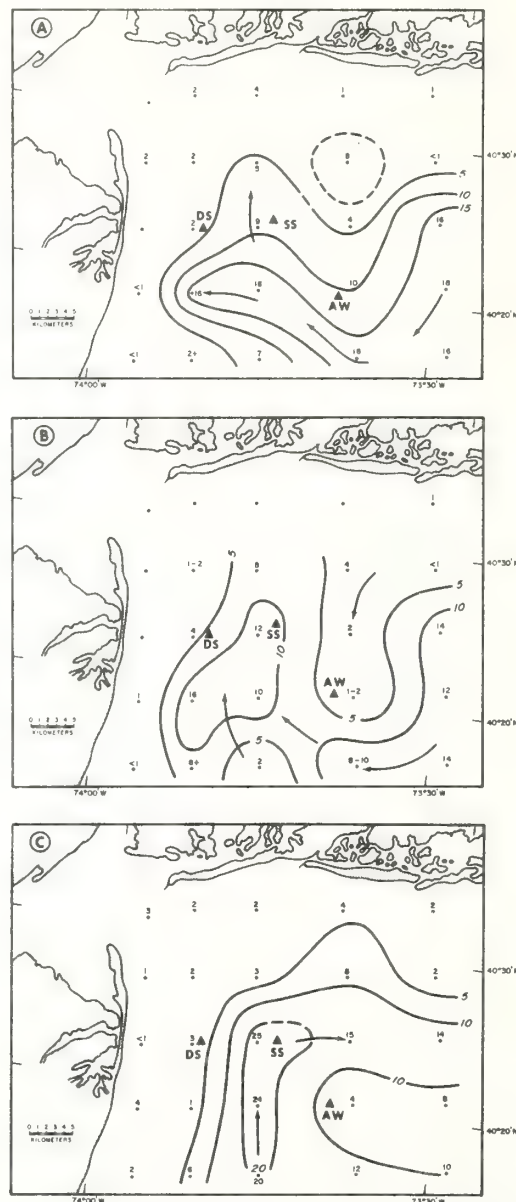 A
2 4 1 1
2 2 5 8 <1
5
10
15
2 DS 9 SS 4 16
<1 +16 18 10 AW 18
0 1 2 3 4 5
KILOMETERS
<1 2+ 7 18 16
40°30'
40°20'
74°00'W 73°30'W
B
1
1-2 8 4 <1
5
5
10
4 DS 12 SS 2 14
10
1 16 10 AW 1-2 12
5
5
0 1 2 3 4 5
KILOMETERS
<1 8+ 2 8-10 14
40°30'
40°20'
74°00'W 73°30'W
C
3 2 2 4 2
1 2 3 8 2
5
10
<1 3 DS 25 SS 15 14
10
4 1 24 AW 4 8
0 1 2 3 4 5
KILOMETERS
20
2 6 20 12 10
40°30'
40°20'
74°00'W 73°30'W